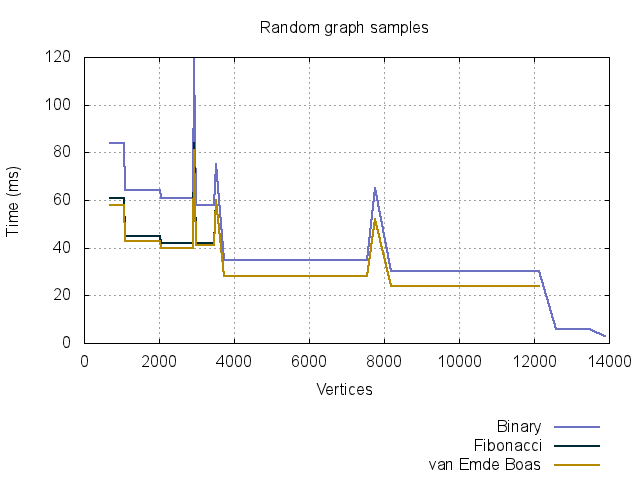 Random graph samples
120
100
80
60
40
20
0
Time (ms)
0 2000 4000 6000 8000 10000 12000 14000
Vertices
Binary
Fibonacci
van Emde Boas